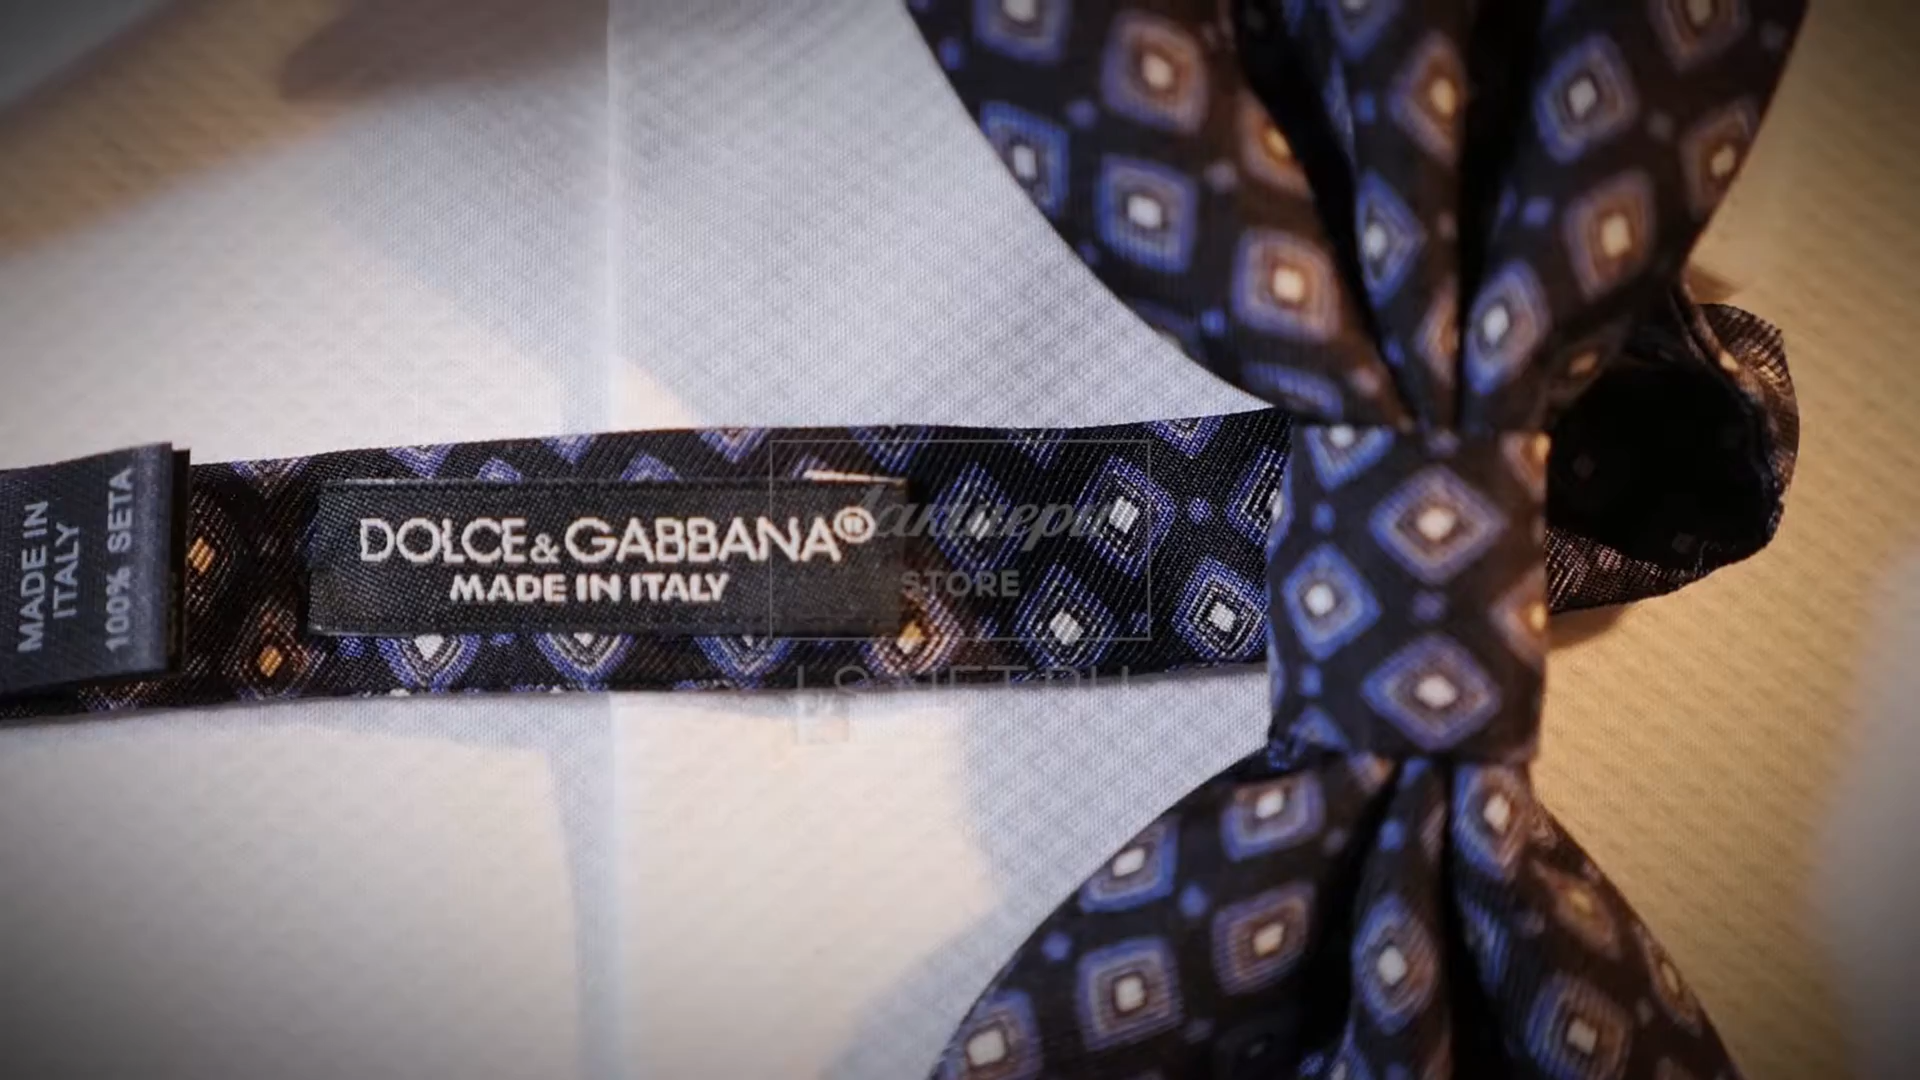 MADE IN
ITALY
100% SETA
DOLCE&GABBANA®
MADE IN ITALY
STORE